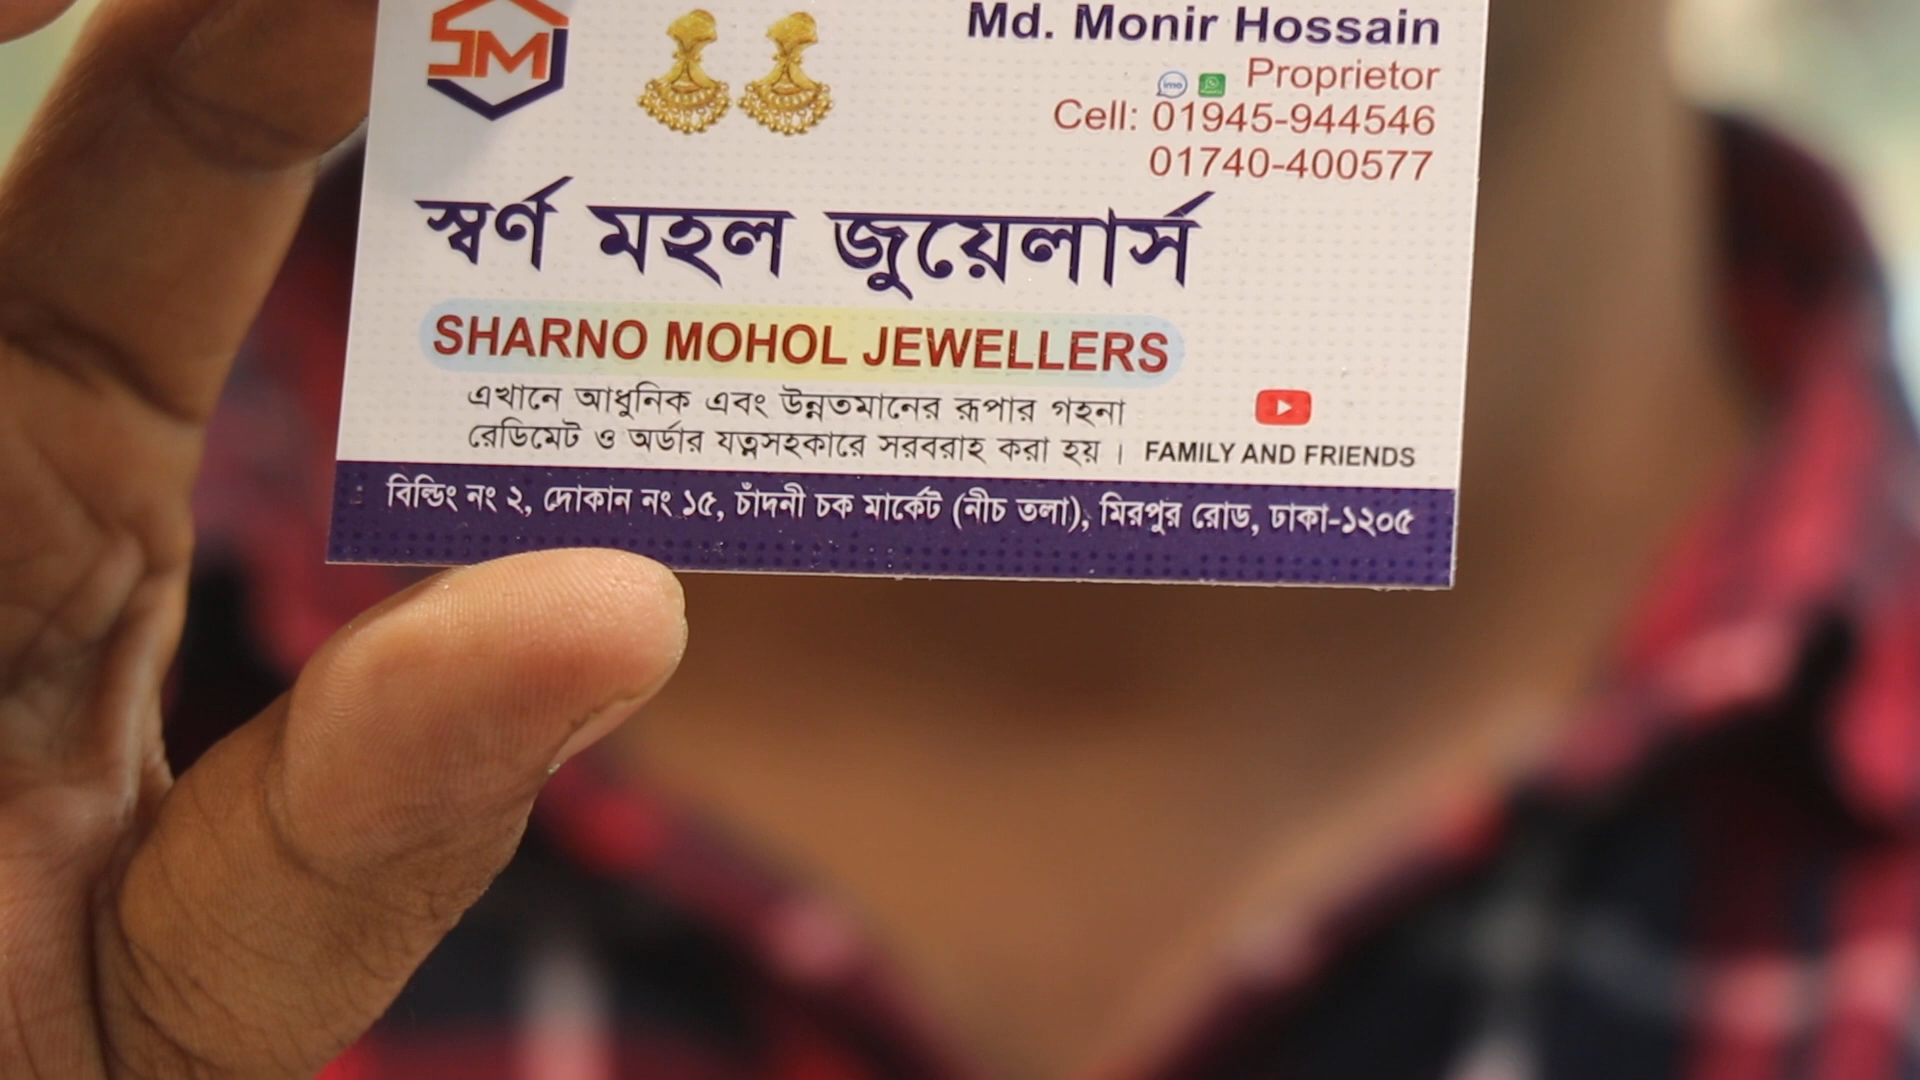 SM
Md. Monir Hossain
Proprietor
Cell: 01945-944546
01740-400577
স্বর্ণ মহল জুয়েলার্স
SHARNO MOHOL JEWELLERS
এখানে আধুনিক এবং উন্নতমানের রূপার গহনা
রেডিমেট ও অর্ডার যত্নসহকারে সরবরাহ করা হয় ।
FAMILY AND FRIENDS
বিল্ডিং নং ২, দোকান নং ১৫, চাঁদনী চক মার্কেট (নীচ তলা), মিরপুর রোড, ঢাকা-১২০৫